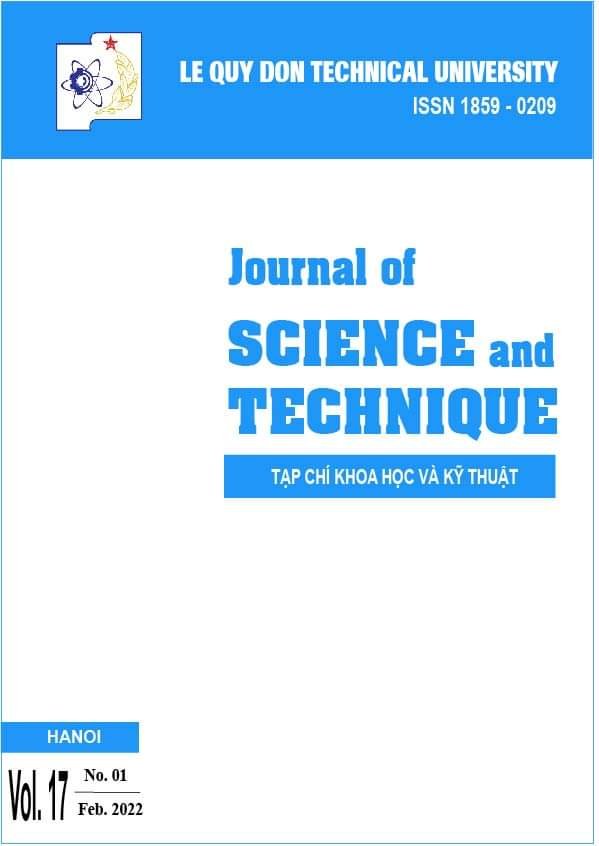 LE QUY DON TECHNICAL UNIVERSITY
ISSN 1859 - 0209
Journal of
SCIENCE and
TECHNIQUE
TẠP CHÍ KHOA HỌC VÀ KỸ THUẬT
HANOI
Vol. 17
No. 01
Feb. 2022